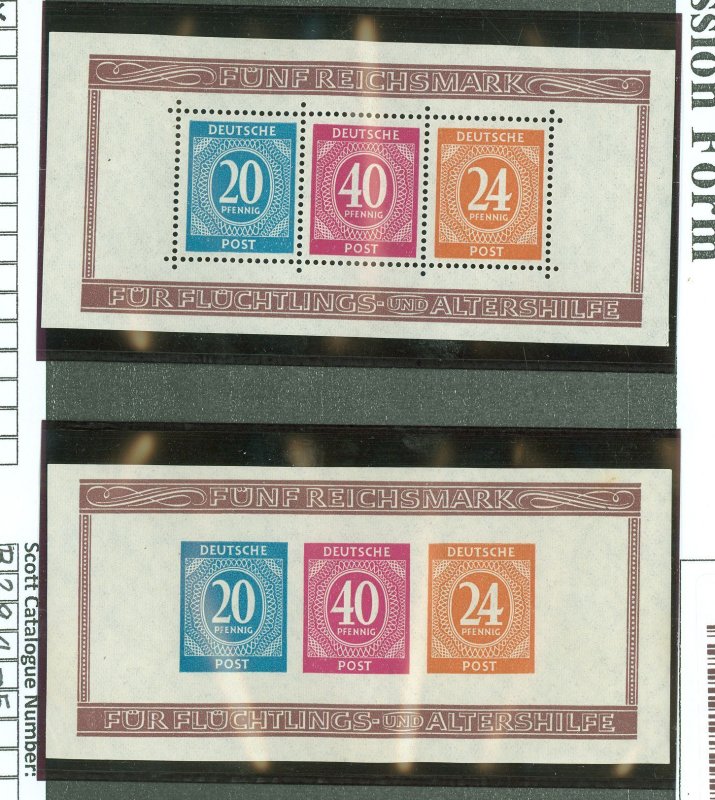 ssion Form
FÜNF REICHSMARK
DEUTSCHE DEUTSCHE DEUTSCHE
20 40 24
PFENNIG PFENNIG PFENNIG
POST POST POST
FÜR FLÜCHTLINGS- UND ALTERSHILFE
FÜNF REICHSMARK
DEUTSCHE DEUTSCHE DEUTSCHE
20 40 24
PFENNIG PFENNIG PFENNIG
POST POST POST
FÜR FLÜCHTLINGS- UND ALTERSHILFE
Scott Catalogue Number: